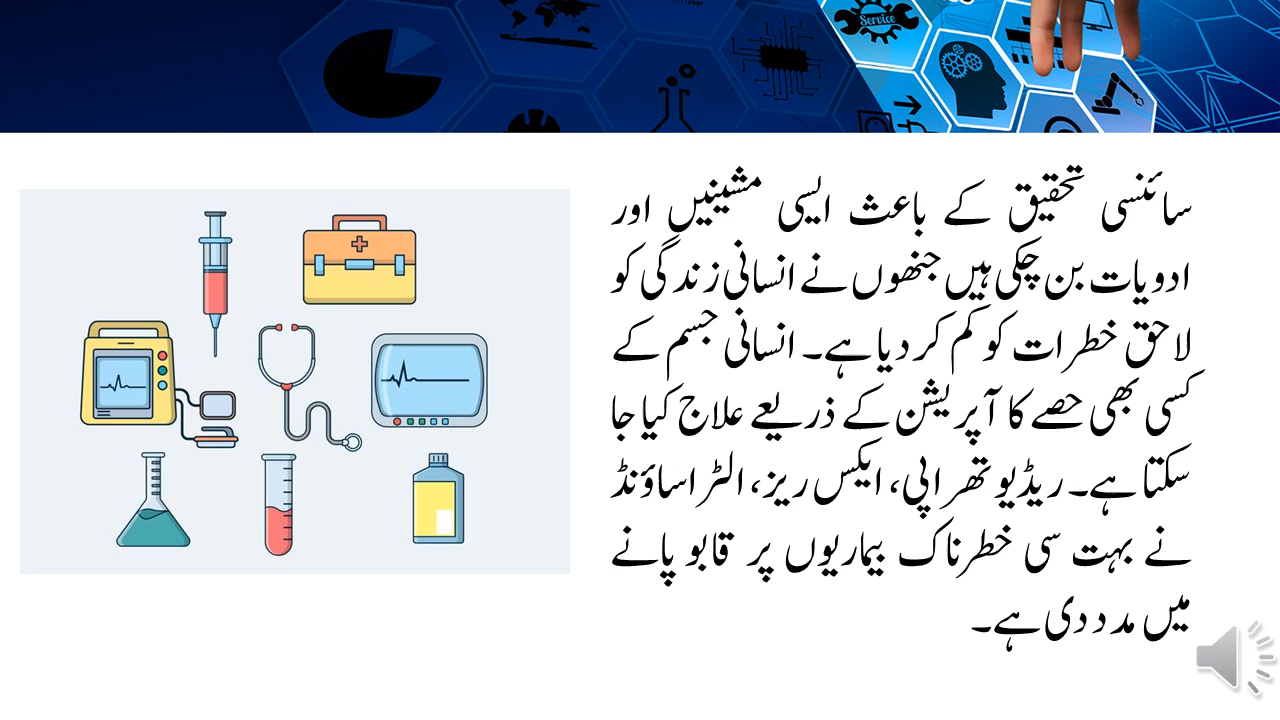 Service
سائنسی تحقیق کے باعث ایسی مشینیں اور
ادویات بن چکی ہیں جنھوں نے انسانی زندگی کو
لاحق خطرات کو کم کر دیا ہے۔ انسانی جسم کے
کسی بھی حصے کا آپریشن کے ذریعے علاج کیا جا
سکتا ہے۔ ریڈیو تھراپی، ایکس ریز، الٹراساؤنڈ
نے بہت سی خطرناک بیماریوں پر قابو پانے
میں مدد دی ہے۔